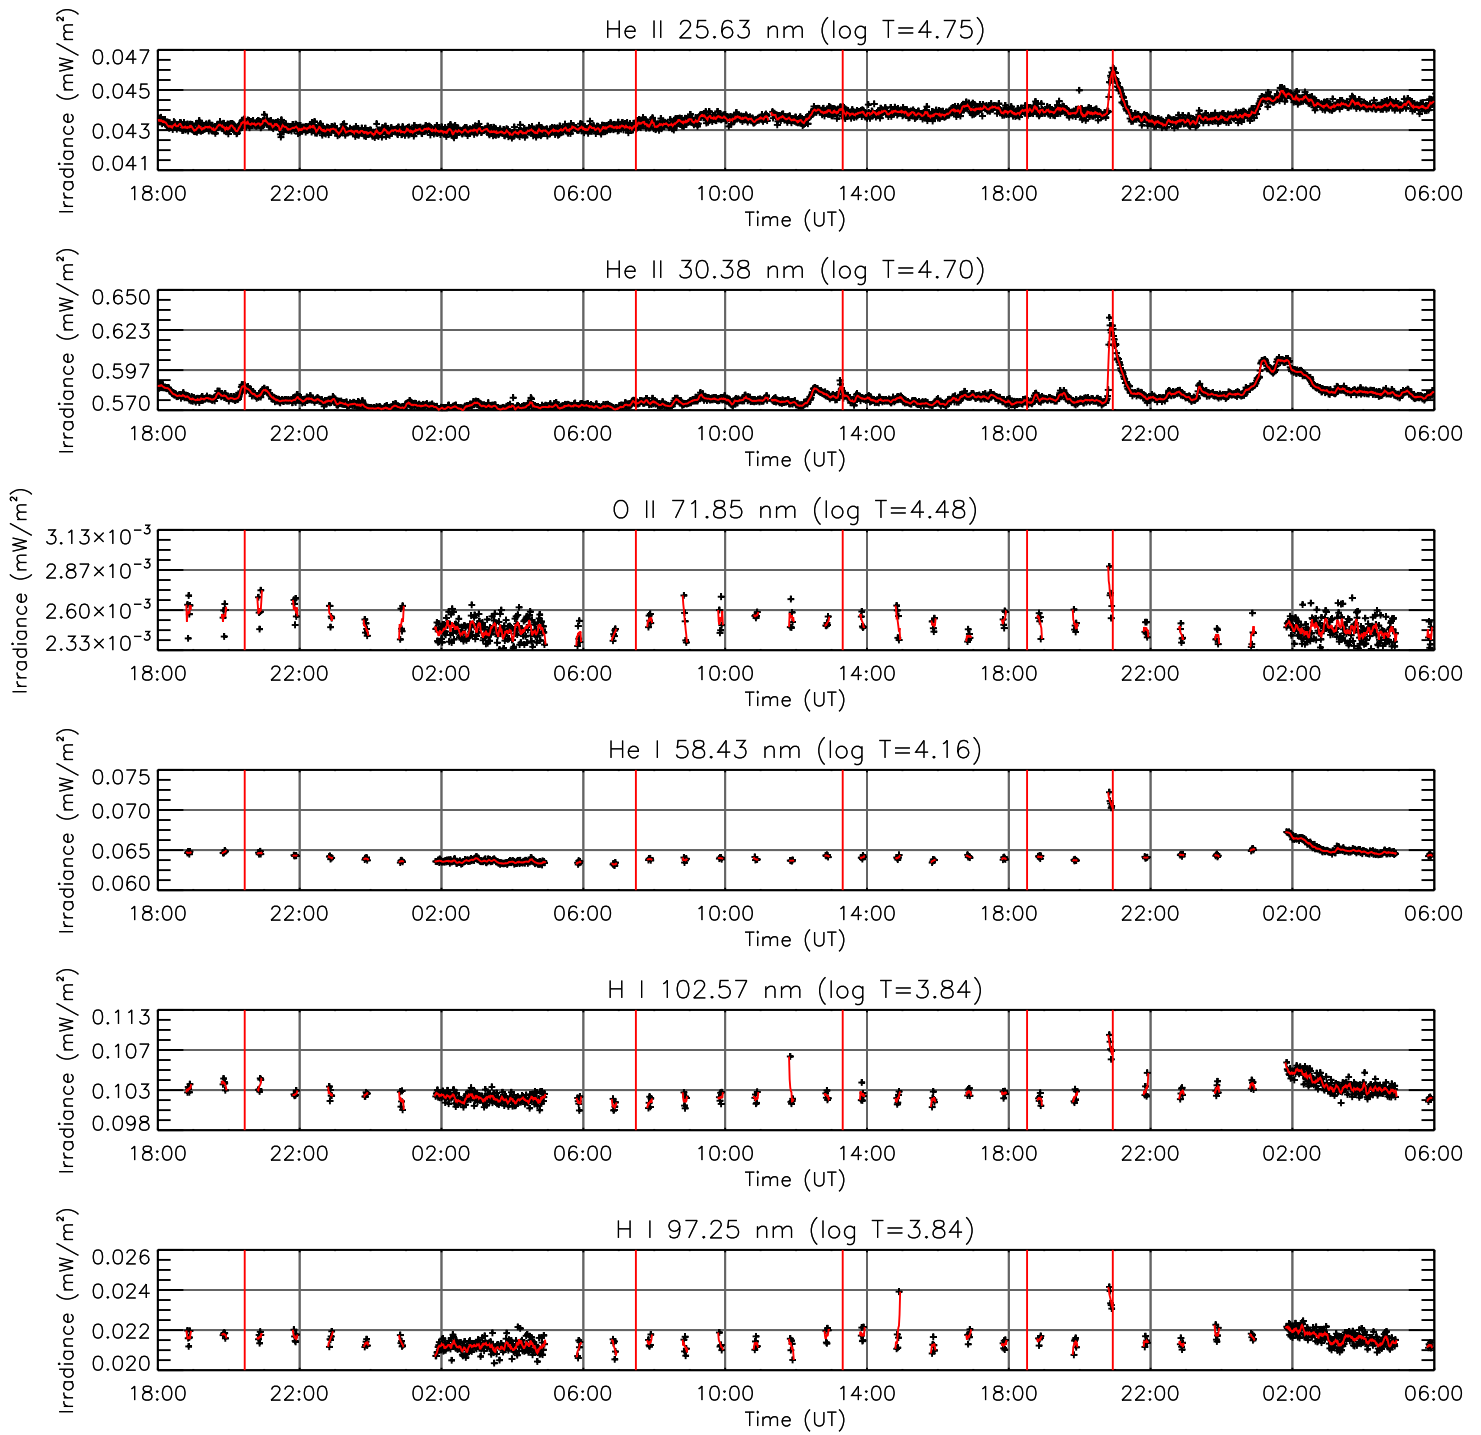 He II 25.63 nm (log T=4.75)
Irradiance (mW/m²)
0.047
0.045
0.043
0.041
18:00 22:00 02:00 06:00 10:00 14:00 18:00 22:00 02:00 06:00
Time (UT)
He II 30.38 nm (log T=4.70)
Irradiance (mW/m²)
0.650
0.623
0.597
0.570
18:00 22:00 02:00 06:00 10:00 14:00 18:00 22:00 02:00 06:00
Time (UT)
O II 71.85 nm (log T=4.48)
Irradiance (mW/m²)
3.13×10⁻³
2.87×10⁻³
2.60×10⁻³
2.33×10⁻³
18:00 22:00 02:00 06:00 10:00 14:00 18:00 22:00 02:00 06:00
Time (UT)
He I 58.43 nm (log T=4.16)
Irradiance (mW/m²)
0.075
0.070
0.065
0.060
18:00 22:00 02:00 06:00 10:00 14:00 18:00 22:00 02:00 06:00
Time (UT)
H I 102.57 nm (log T=3.84)
Irradiance (mW/m²)
0.113
0.107
0.103
0.098
18:00 22:00 02:00 06:00 10:00 14:00 18:00 22:00 02:00 06:00
Time (UT)
H I 97.25 nm (log T=3.84)
Irradiance (mW/m²)
0.026
0.024
0.022
0.020
18:00 22:00 02:00 06:00 10:00 14:00 18:00 22:00 02:00 06:00
Time (UT)